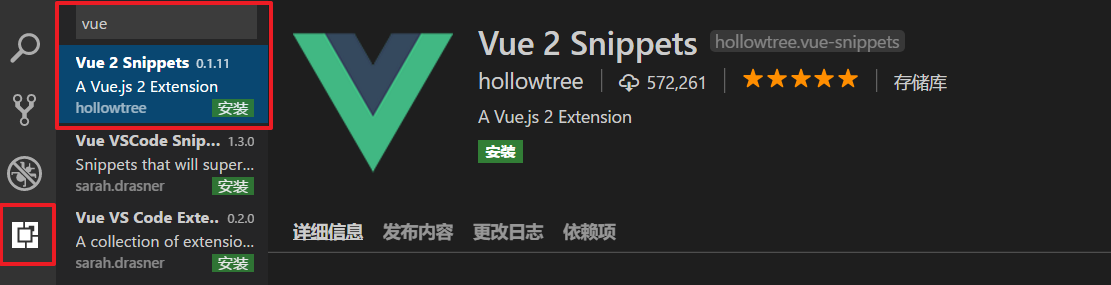 vue
Vue 2 Snippets 0.1.11
A Vue.js 2 Extension
hollowtree 安装
Vue VSCode Snip... 1.3.0
Snippets that will super...
sarah.drasner 安装
Vue VS Code Exte.. 0.2.0
A collection of extensio...
sarah.drasner 安装
Vue 2 Snippets hollowtree.vue-snippets
hollowtree 572,261 存储库
A Vue.js 2 Extension
安装
详细信息 发布内容 更改日志 依赖项